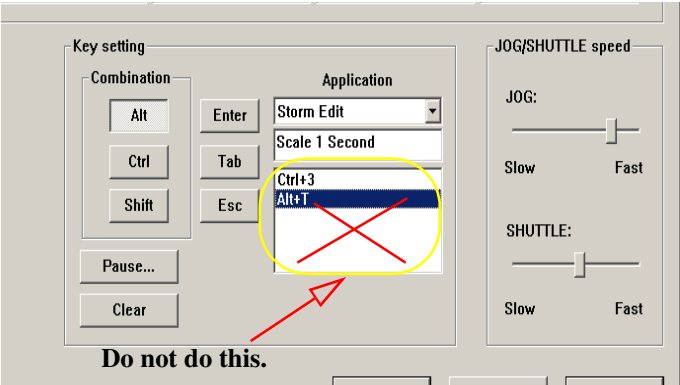 Key setting
Combination
Alt
Ctrl
Shift
Pause...
Clear
Enter
Tab
Esc
Application
Storm Edit
Scale 1 Second
Ctrl+3
Alt+T
JOG/SHUTTLE speed
JOG:
Slow Fast
SHUTTLE:
Slow Fast
Do not do this.